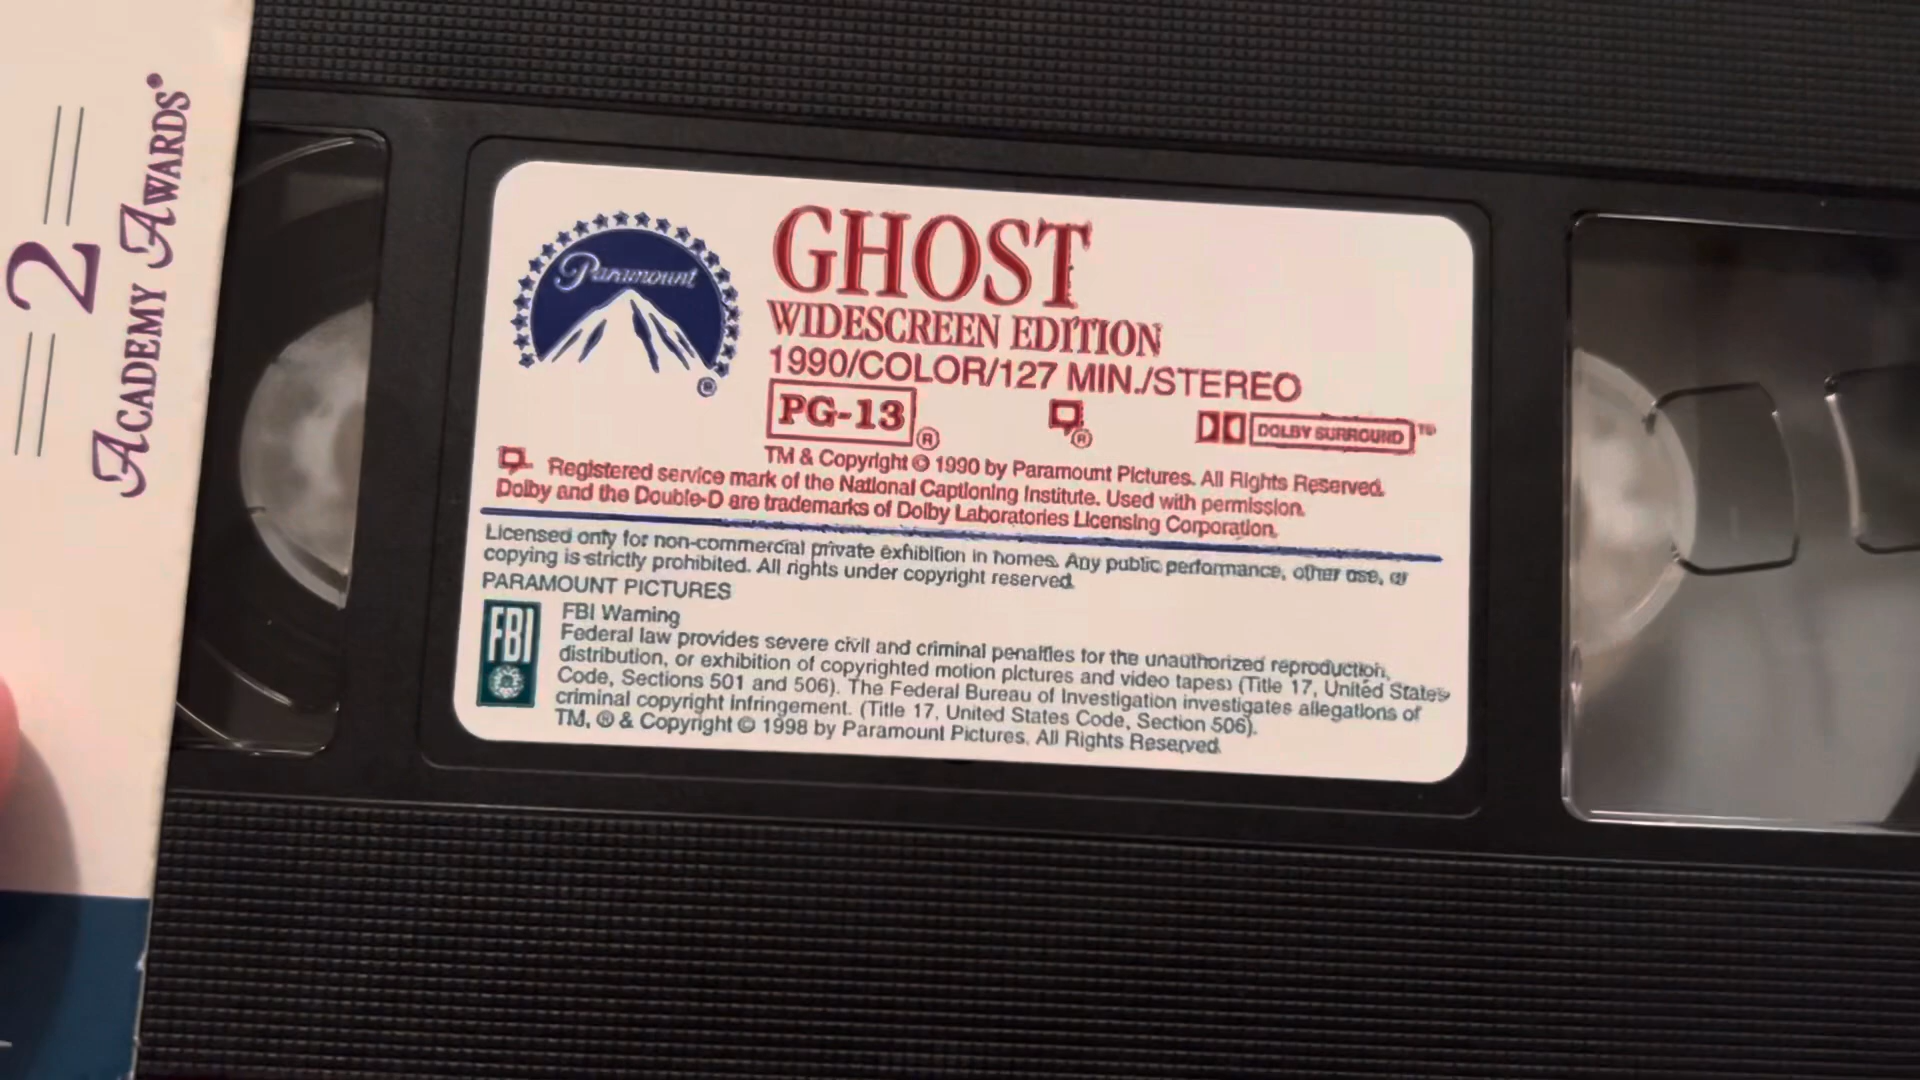 2
ACADEMY AWARDS®
Paramount
®
GHOST
WIDESCREEN EDITION
1990/COLOR/127 MIN./STEREO
PG-13 ®
®
DOLBY SURROUND TM
TM & Copyright © 1990 by Paramount Pictures. All Rights Reserved.
Registered service mark of the National Captioning Institute. Used with permission.
Dolby and the Double-D are trademarks of Dolby Laboratories Licensing Corporation.
Licensed only for non-commercial private exhibition in homes. Any public performance, other use, or
copying is strictly prohibited. All rights under copyright reserved.
PARAMOUNT PICTURES
FBI
FBI Warning
Federal law provides severe civil and criminal penalties for the unauthorized reproduction,
distribution, or exhibition of copyrighted motion pictures and video tapes (Title 17, United States
Code, Sections 501 and 506). The Federal Bureau of Investigation investigates allegations of
criminal copyright infringement. (Title 17, United States Code, Section 506).
TM, ® & Copyright © 1998 by Paramount Pictures. All Rights Reserved.